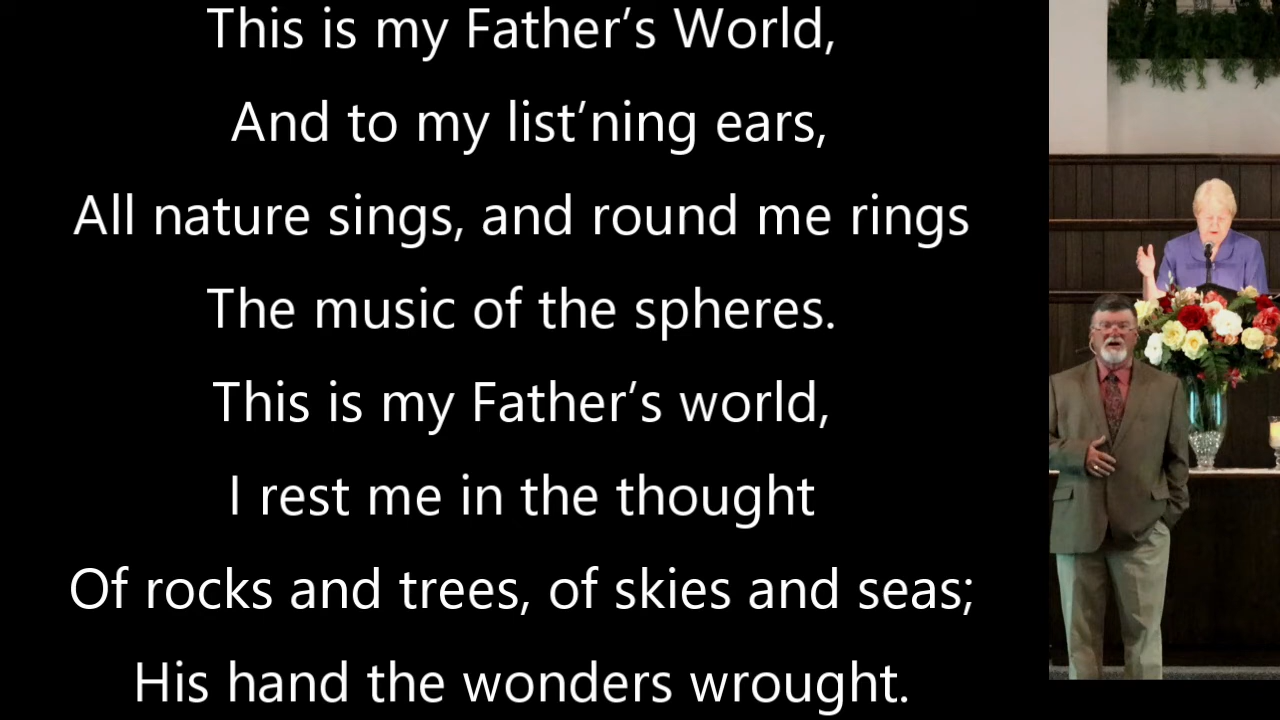 This is my Father’s World,
And to my list’ning ears,
All nature sings, and round me rings
The music of the spheres.
This is my Father’s world,
I rest me in the thought
Of rocks and trees, of skies and seas;
His hand the wonders wrought.